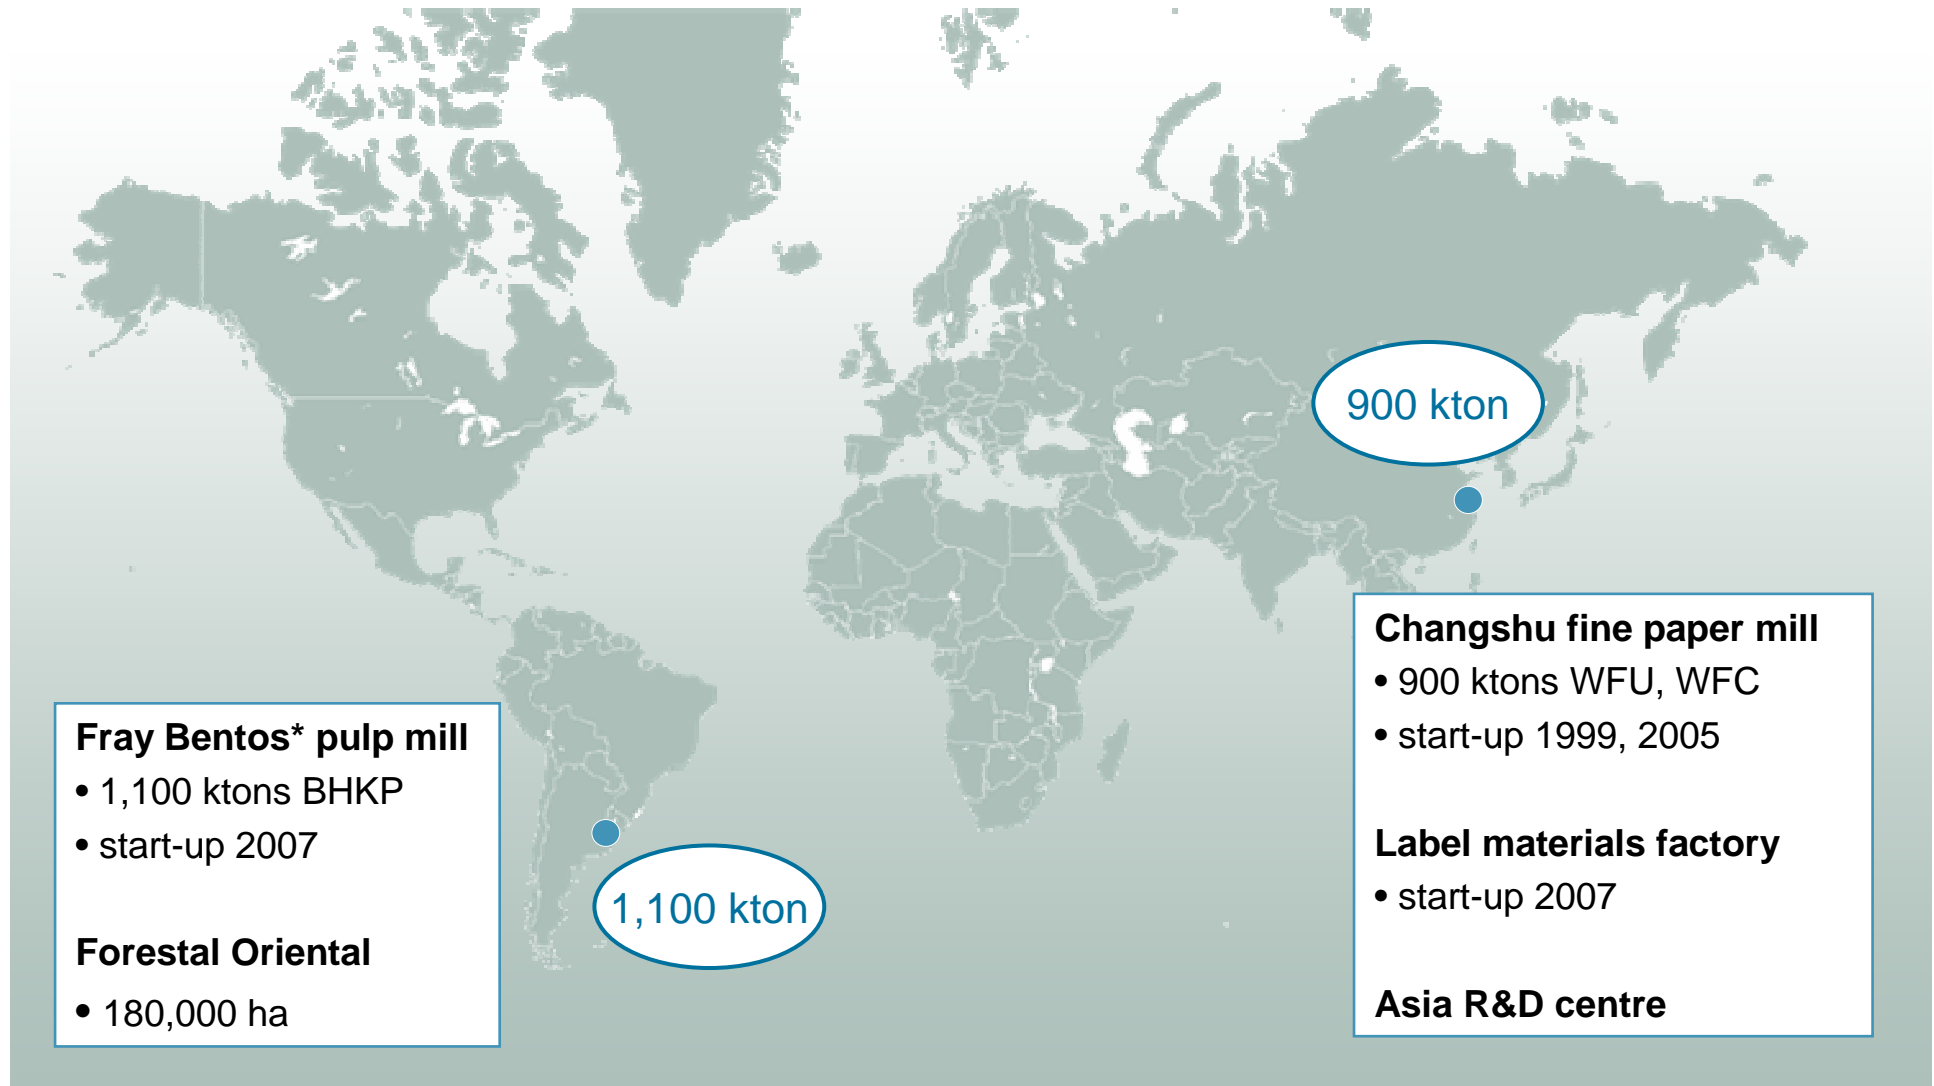 900 kton
Changshu fine paper mill
• 900 ktons WFU, WFC
• start-up 1999, 2005
Label materials factory
• start-up 2007
Asia R&D centre
Fray Bentos* pulp mill
• 1,100 ktons BHKP
• start-up 2007
Forestal Oriental
• 180,000 ha
1,100 kton